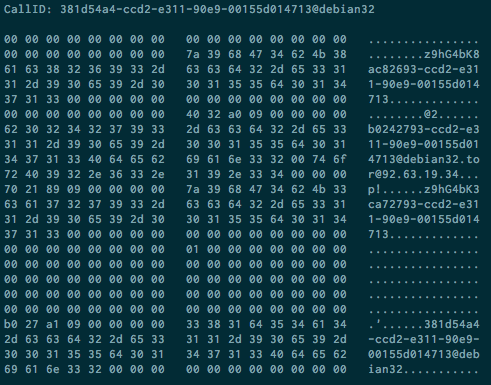 CallID: 381d54a4-ccd2-e311-90e9-00155d014713@debian32
00 00 00 00 00 00 00 00 00 00 00 00 00 00 00 00 ................
00 00 00 00 00 00 00 00 7a 39 68 47 34 62 4b 38 ........z9hG4bK8
61 63 38 32 36 39 33 2d 63 63 64 32 2d 65 33 31 ac82693-ccd2-e31
31 2d 39 30 65 39 2d 30 30 31 35 35 64 30 31 34 1-90e9-00155d014
37 31 33 00 00 00 00 00 00 00 00 00 00 00 00 00 713.............
00 00 00 00 00 00 00 00 40 32 a0 09 00 00 00 00 ........@2......
62 30 32 34 32 37 39 33 2d 63 63 64 32 2d 65 33 b0242793-ccd2-e3
31 31 2d 39 30 65 39 2d 30 30 31 35 35 64 30 31 11-90e9-00155d01
34 37 31 33 40 64 65 62 69 61 6e 33 32 00 74 6f 4713@debian32.to
72 40 39 32 2e 36 33 2e 31 39 2e 33 34 00 00 00 r@92.63.19.34...
70 21 89 09 00 00 00 00 7a 39 68 47 34 62 4b 33 p!......z9hG4bK3
63 61 37 32 37 39 33 2d 63 63 64 32 2d 65 33 31 ca72793-ccd2-e31
31 2d 39 30 65 39 2d 30 30 31 35 35 64 30 31 34 1-90e9-00155d014
37 31 33 00 00 00 00 00 00 00 00 00 00 00 00 00 713.............
00 00 00 00 00 00 00 00 01 00 00 00 00 00 00 00 ................
00 00 00 00 00 00 00 00 00 00 00 00 00 00 00 00 ................
00 00 00 00 00 00 00 00 00 00 00 00 00 00 00 00 ................
00 00 00 00 00 00 00 00 00 00 00 00 00 00 00 00 ................
00 00 00 00 00 00 00 00 00 00 00 00 00 00 00 00 ................
b0 27 a1 09 00 00 00 00 33 38 31 64 35 34 61 34 .'......381d54a4
2d 63 63 64 32 2d 65 33 31 31 2d 39 30 65 39 2d -ccd2-e311-90e9-
30 30 31 35 35 64 30 31 34 37 31 33 40 64 65 62 00155d014713@deb
69 61 6e 33 32 00 00 00 00 00 00 00 00 00 00 00 ian32...........